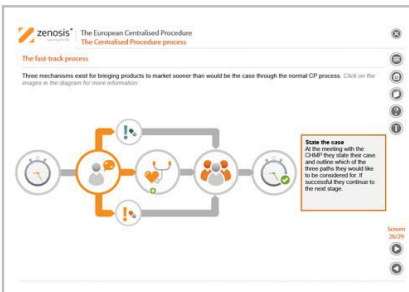 zenosis®
The European Centralised Procedure
The Centralised Procedure process
The fast-track process
Three mechanisms exist for bringing products to market sooner than would be the case through the normal CP process. Click on the
images in the diagram for more information.
State the case
At the meeting with the
CHMP they state their case
and outline which of the
three paths they would like
to be considered for. If
successful they continue to
the next stage.
Screen
26/29